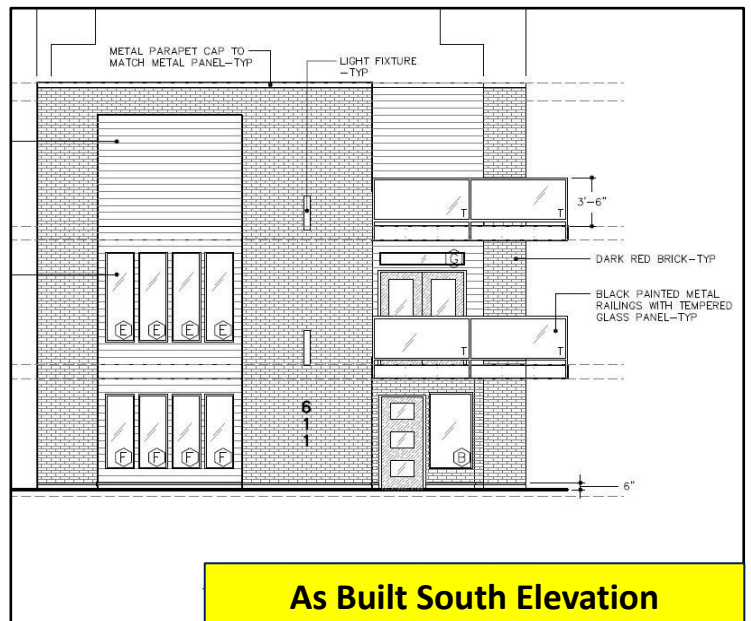 METAL PARAPET CAP TO
MATCH METAL PANEL-TYP
LIGHT FIXTURE
-TYP
T
T
3'-6"
G
DARK RED BRICK-TYP
BLACK PAINTED METAL
RAILINGS WITH TEMPERED
GLASS PANEL-TYP
E
E
E
E
T
T
6
1
1
F
F
F
F
B
6"
As Built South Elevation